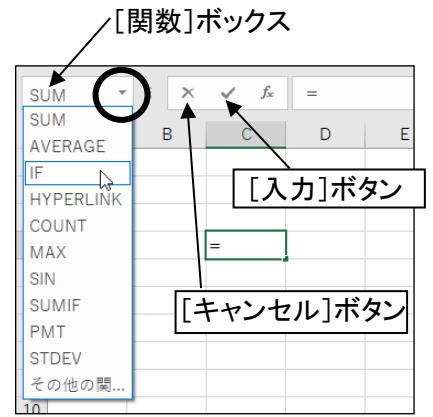 [関数]ボックス
SUM
fx
=
SUM
AVERAGE
IF
HYPERLINK
COUNT
MAX
SIN
SUMIF
PMT
STDEV
その他の関...
B
C
D
E
[入力]ボタン
=
[キャンセル]ボタン
10